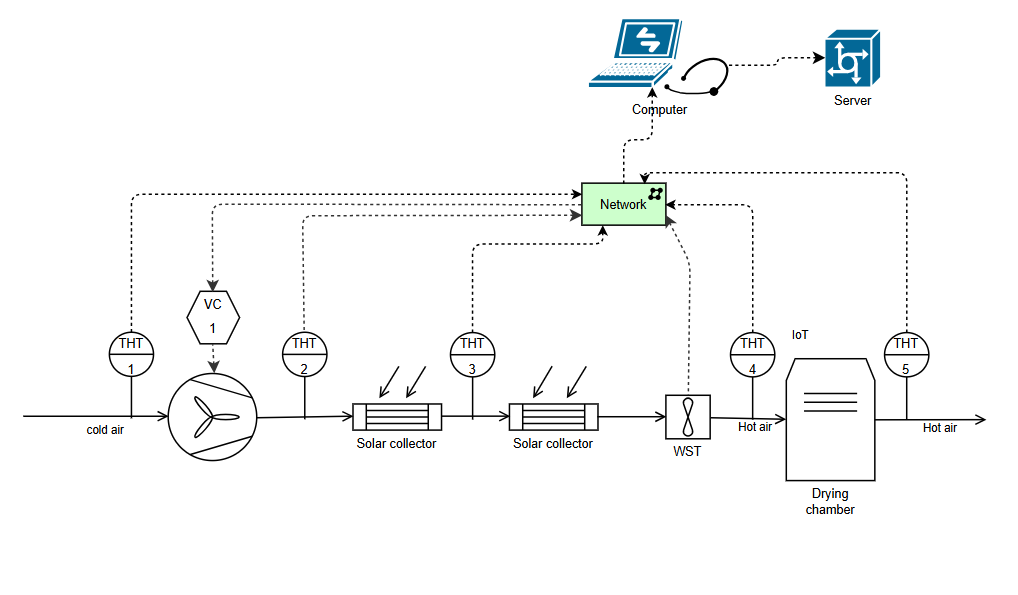 Computer
Server
Network
VC
1
THT
1
THT
2
THT
3
THT
4
IoT
THT
5
cold air
Solar collector
Solar collector
WST
Hot air
Hot air
Drying
chamber